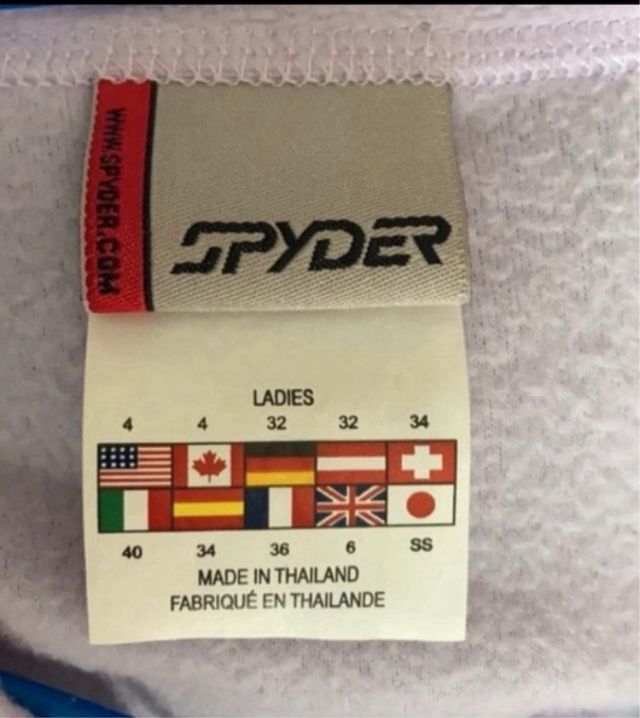 WWW.SPYDER.COM
SPYDER
LADIES
4 4 32 32 34
40 34 36 6 SS
MADE IN THAILAND
FABRIQUÉ EN THAILANDE